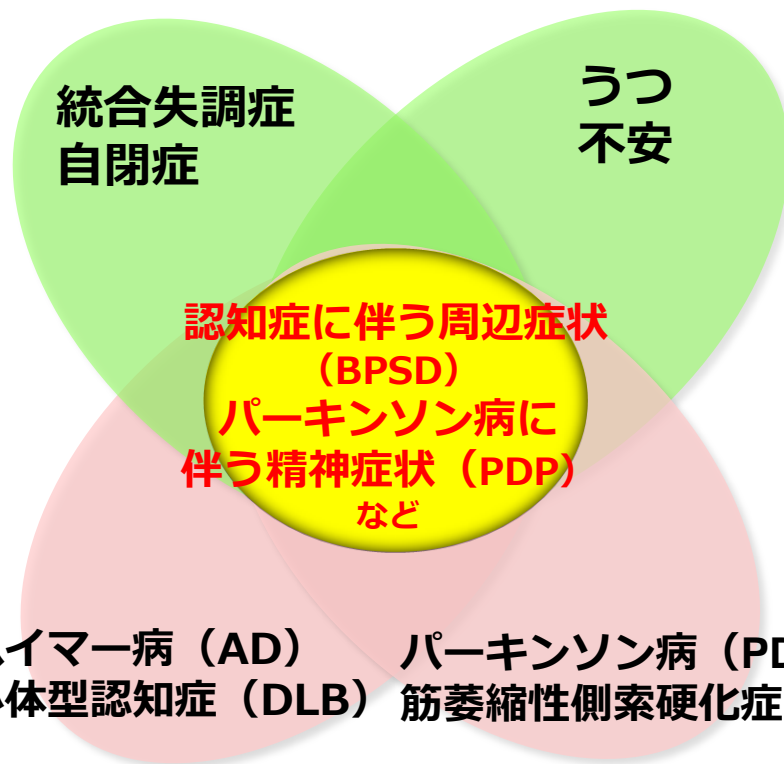 統合失調症
自閉症
うつ
不安
認知症に伴う周辺症状
（BPSD）
パーキンソン病に
伴う精神症状（PDP）
など
イマー病（AD）
体型認知症（DLB）
パーキンソン病（PD
筋萎縮性側索硬化症